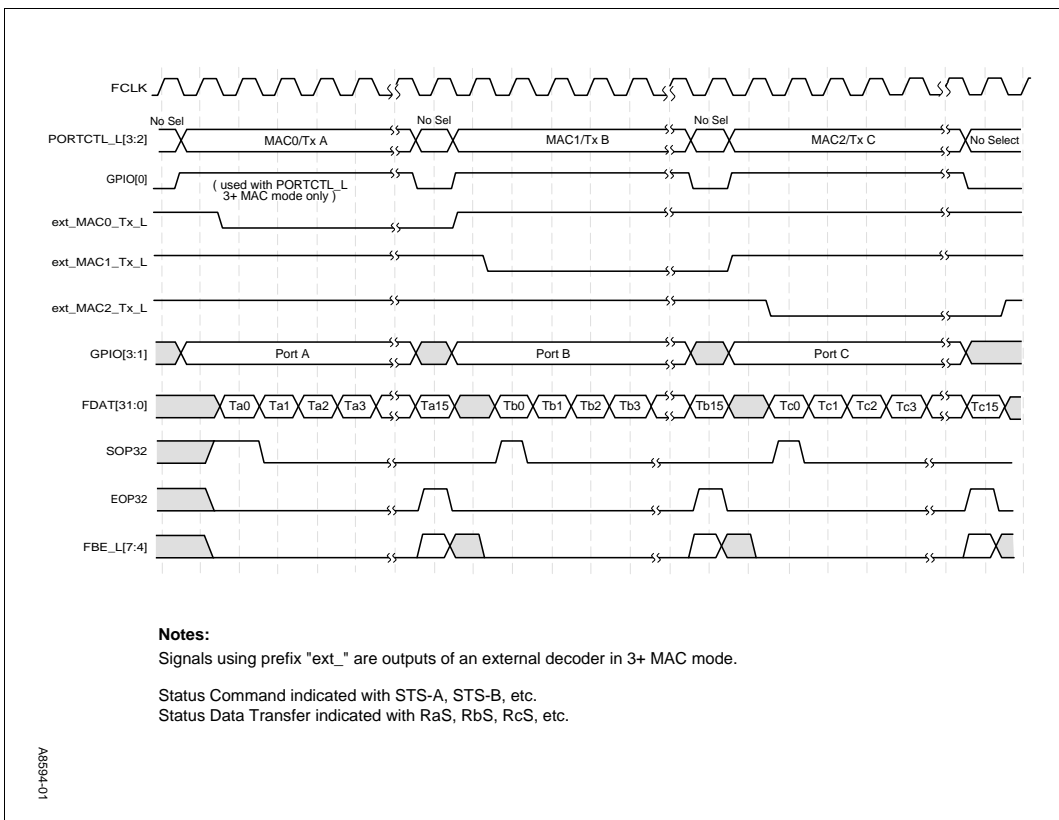 FCLK
No Sel
No Sel
No Sel
PORTCTL_L[3:2]
MAC0/Tx A
MAC1/Tx B
MAC2/Tx C
No Select
GPIO[0]
( used with PORTCTL_L
3+ MAC mode only )
ext_MAC0_Tx_L
ext_MAC1_Tx_L
ext_MAC2_Tx_L
GPIO[3:1]
Port A
Port B
Port C
FDAT[31:0]
Ta0 Ta1 Ta2 Ta3 Ta15 Tb0 Tb1 Tb2 Tb3 Tb15 Tc0 Tc1 Tc2 Tc3 Tc15
SOP32
EOP32
FBE_L[7:4]
Notes:
Signals using prefix "ext_" are outputs of an external decoder in 3+ MAC mode.
Status Command indicated with STS-A, STS-B, etc.
Status Data Transfer indicated with RaS, RbS, RcS, etc.
A8594-01